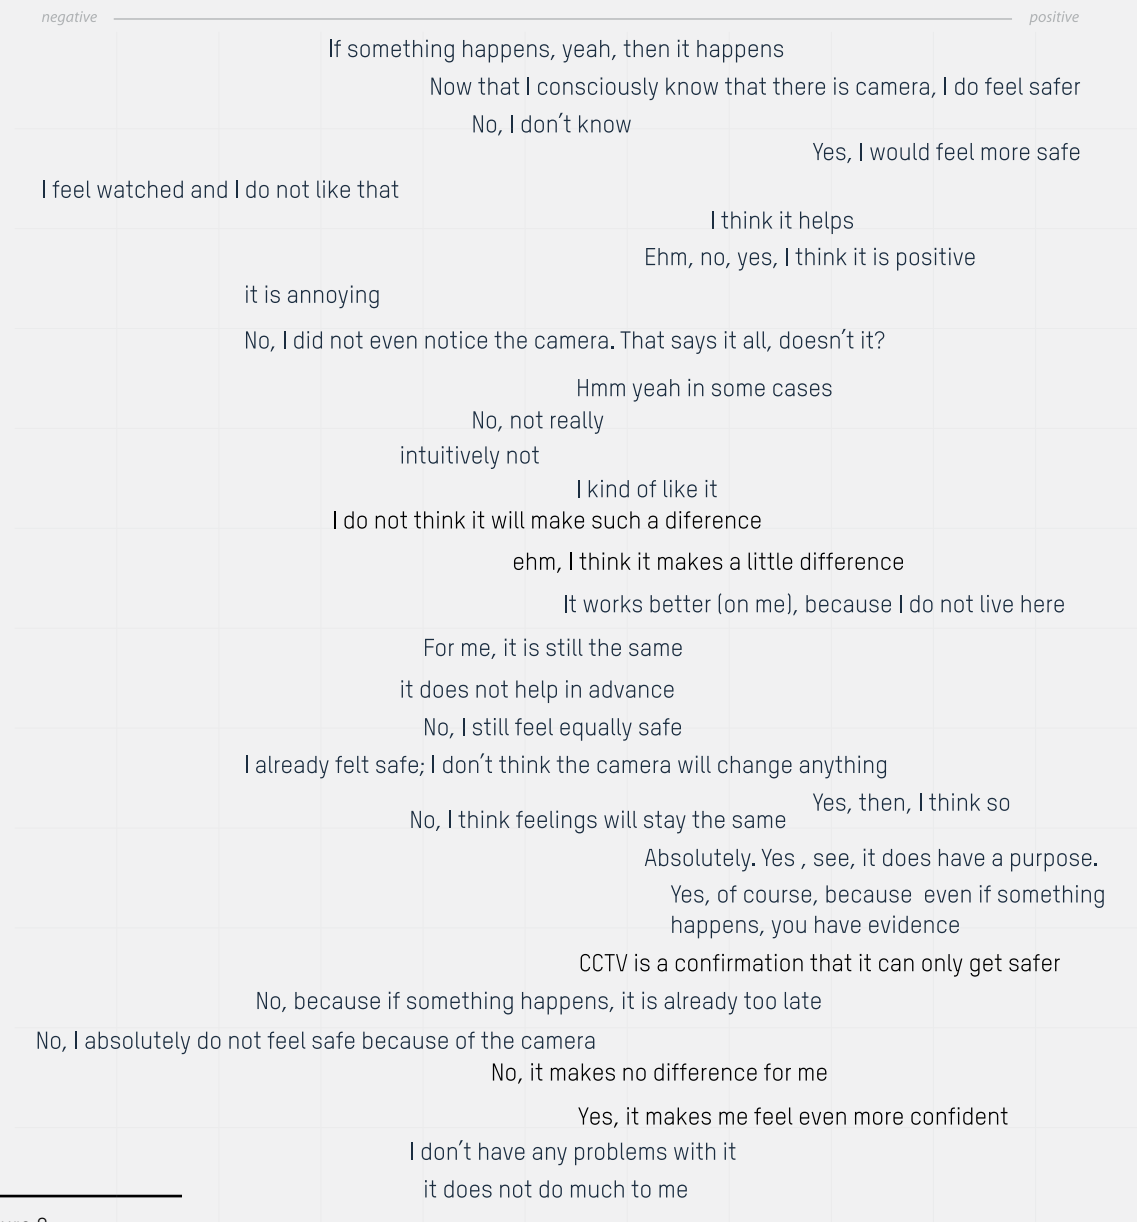 negative positive
If something happens, yeah, then it happens
Now that I consciously know that there is camera, I do feel safer
No, I don't know
Yes, I would feel more safe
I feel watched and I do not like that
I think it helps
Ehm, no, yes, I think it is positive
it is annoying
No, I did not even notice the camera. That says it all, doesn't it?
Hmm yeah in some cases
No, not really
intuitively not
I kind of like it
I do not think it will make such a diference
ehm, I think it makes a little difference
It works better (on me), because I do not live here
For me, it is still the same
it does not help in advance
No, I still feel equally safe
I already felt safe; I don't think the camera will change anything
Yes, then, I think so
No, I think feelings will stay the same
Absolutely. Yes , see, it does have a purpose.
Yes, of course, because even if something
happens, you have evidence
CCTV is a confirmation that it can only get safer
No, because if something happens, it is already too late
No, I absolutely do not feel safe because of the camera
No, it makes no difference for me
Yes, it makes me feel even more confident
I don't have any problems with it
it does not do much to me